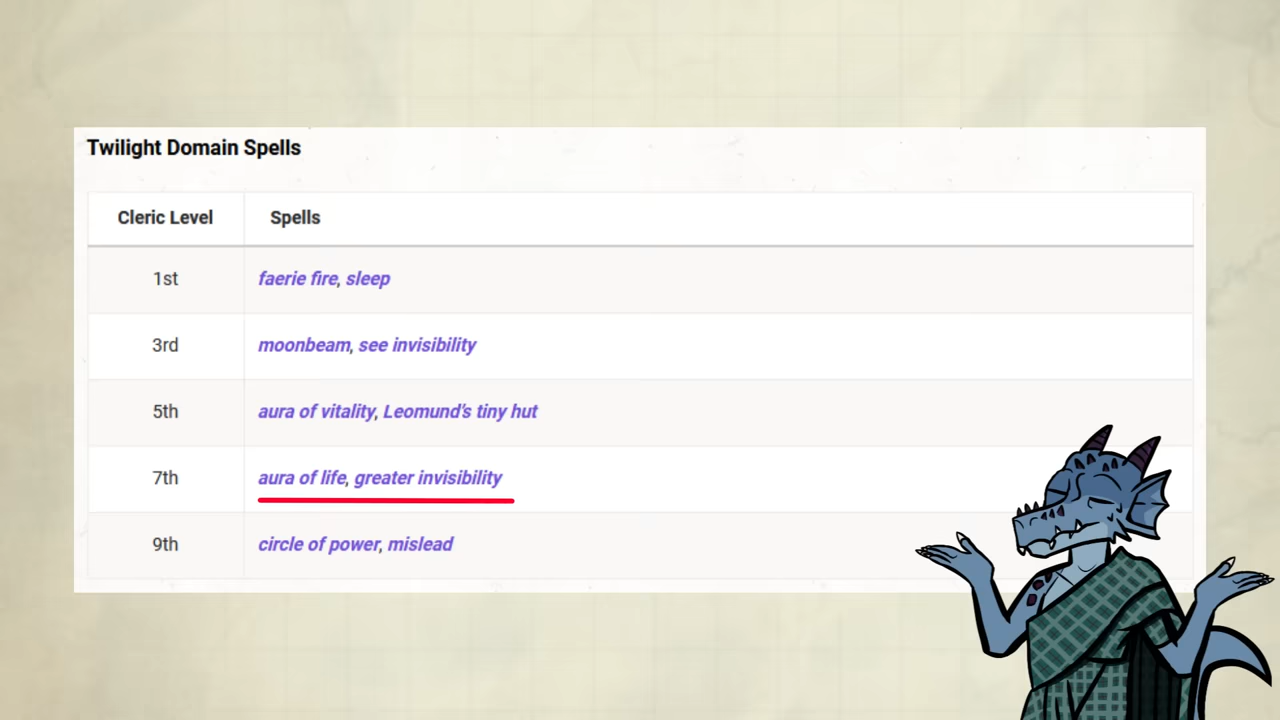 Twilight Domain Spells
Cleric Level Spells
1st faerie fire, sleep
3rd moonbeam, see invisibility
5th aura of vitality, Leomund's tiny hut
7th aura of life, greater invisibility
9th circle of power, mislead